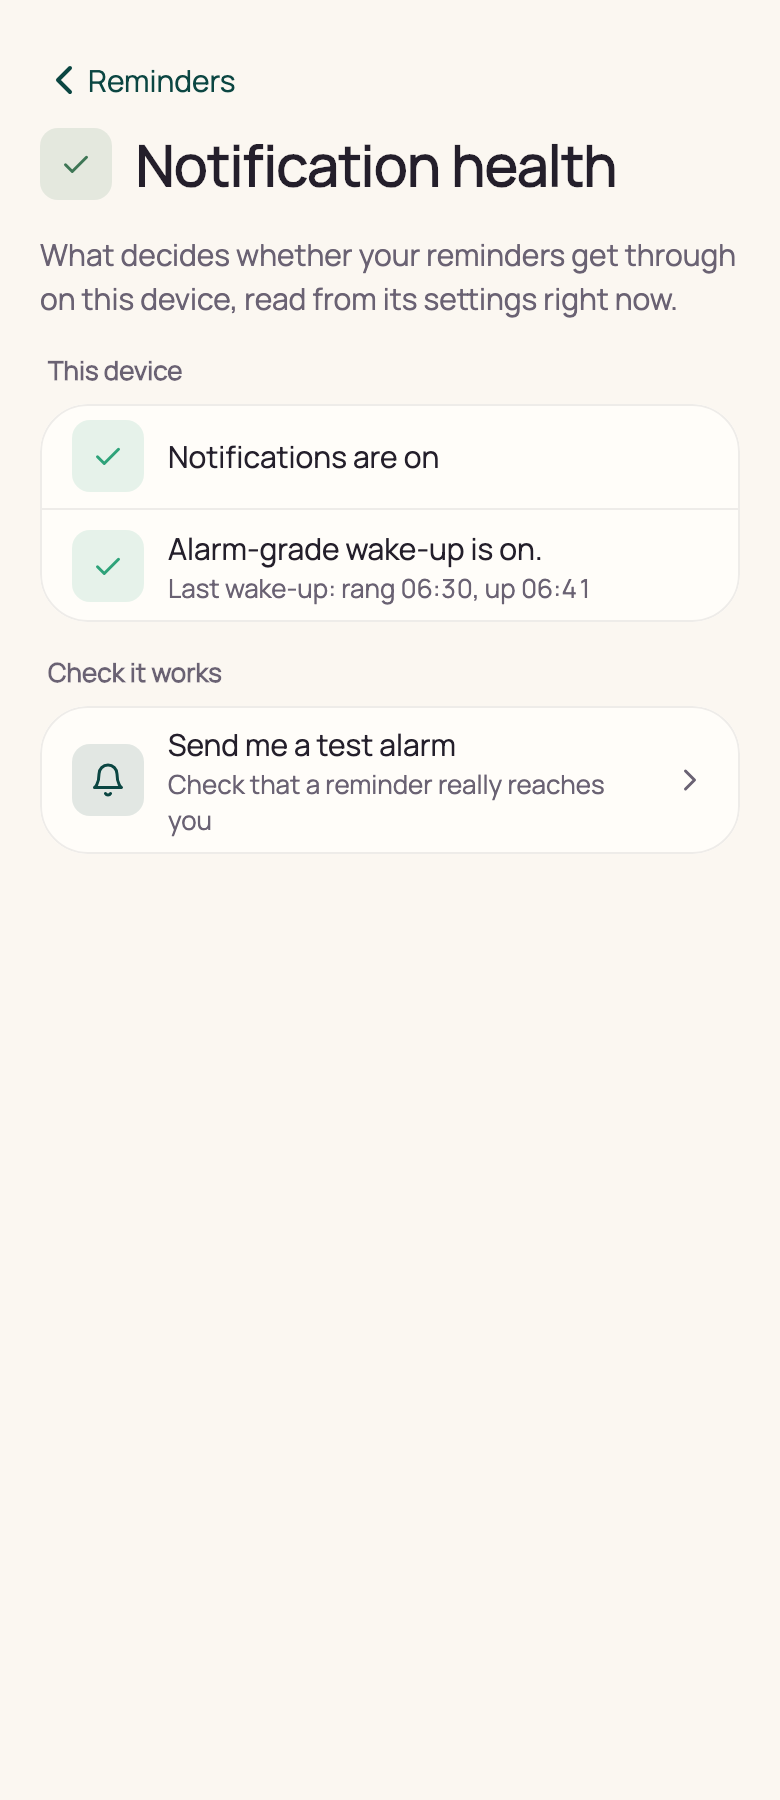 Reminders
Notification health
What decides whether your reminders get through
on this device, read from its settings right now.
This device
Notifications are on
Alarm-grade wake-up is on.
Last wake-up: rang 06:30, up 06:41
Check it works
Send me a test alarm
Check that a reminder really reaches
you